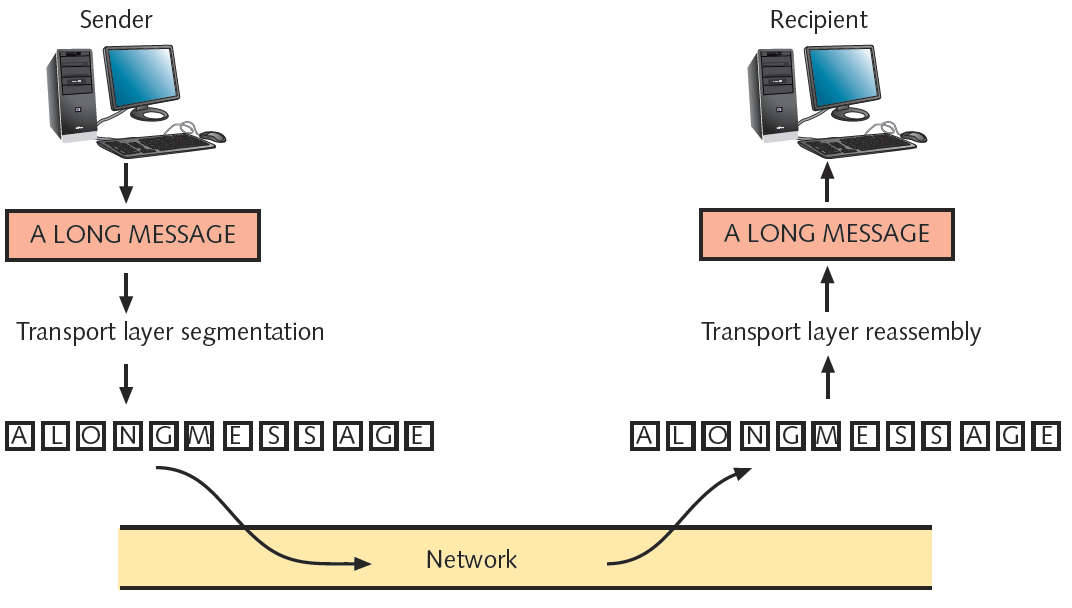 Sender
Recipient
A LONG MESSAGE
A LONG MESSAGE
Transport layer segmentation
Transport layer reassembly
A L O N G M E S S A G E
A L O N G M E S S A G E
Network